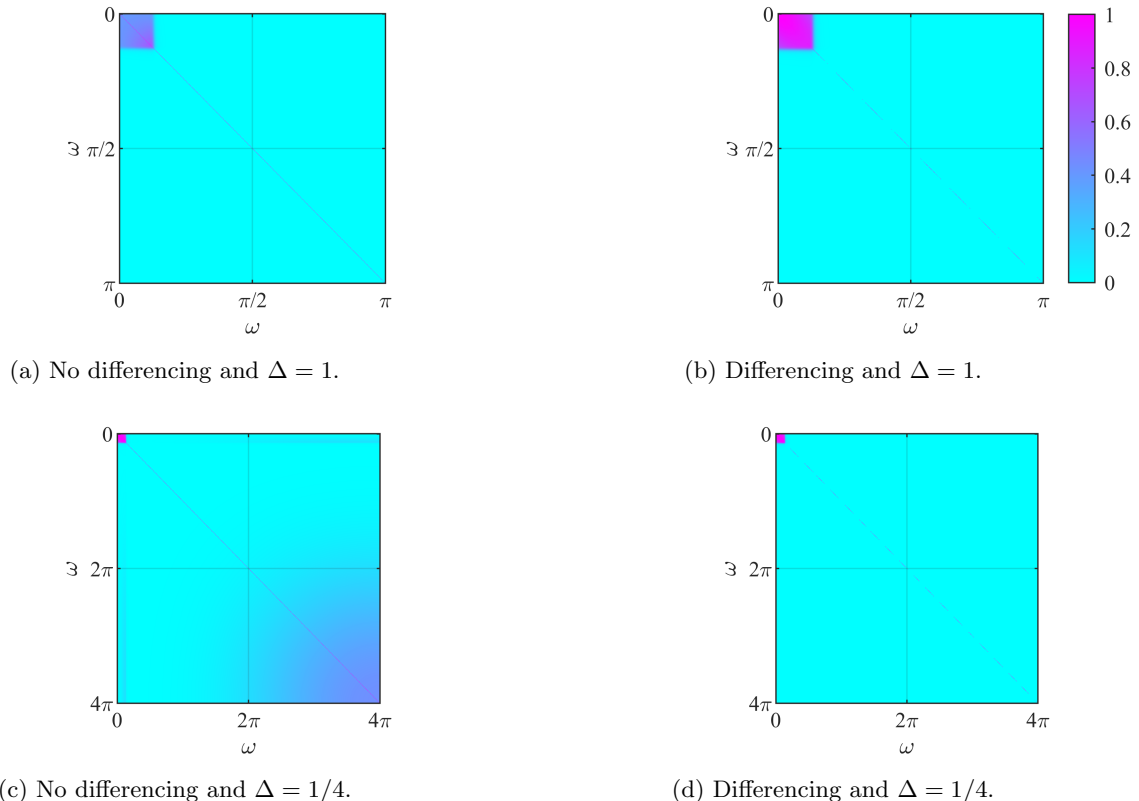 0
π/2
π
ω
0
π/2
π
ω
(a) No differencing and Δ = 1.
0
π/2
π
ω
0
π/2
π
ω
1
0.8
0.6
0.4
0.2
0
(b) Differencing and Δ = 1.
0
2π
4π
ω
0
2π
4π
ω
(c) No differencing and Δ = 1/4.
0
2π
4π
ω
0
2π
4π
ω
(d) Differencing and Δ = 1/4.